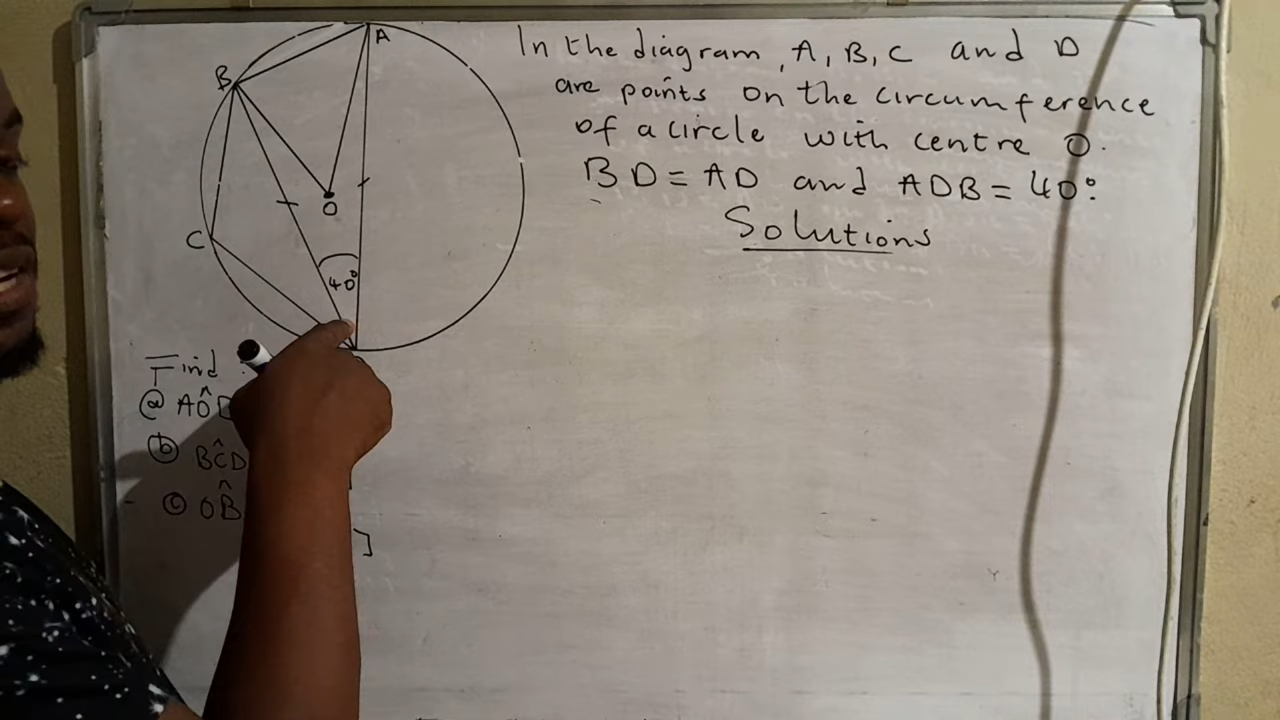 In the diagram, A, B, C and D
are points on the circumference
of a circle with centre O.
BD = AD and ADB = 40°
Solutions
A
B
O
C
40°
Find
(a) AÔ
(b) BĈD
(c) OB̂
]